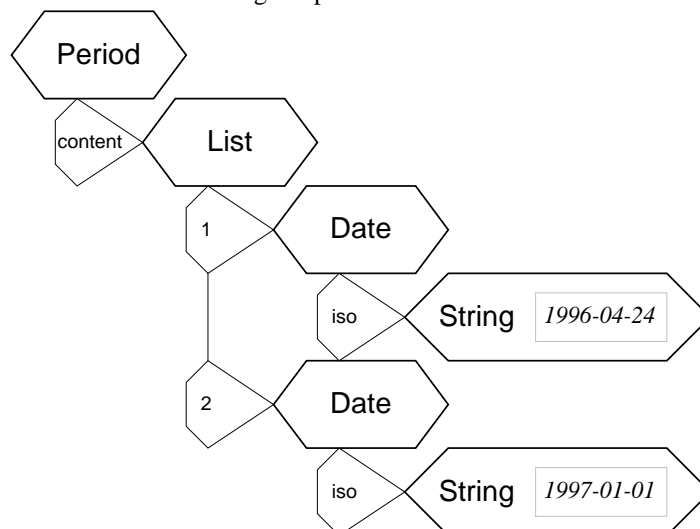 Period
content List
1 Date
iso String 1996-04-24
2 Date
iso String 1997-01-01